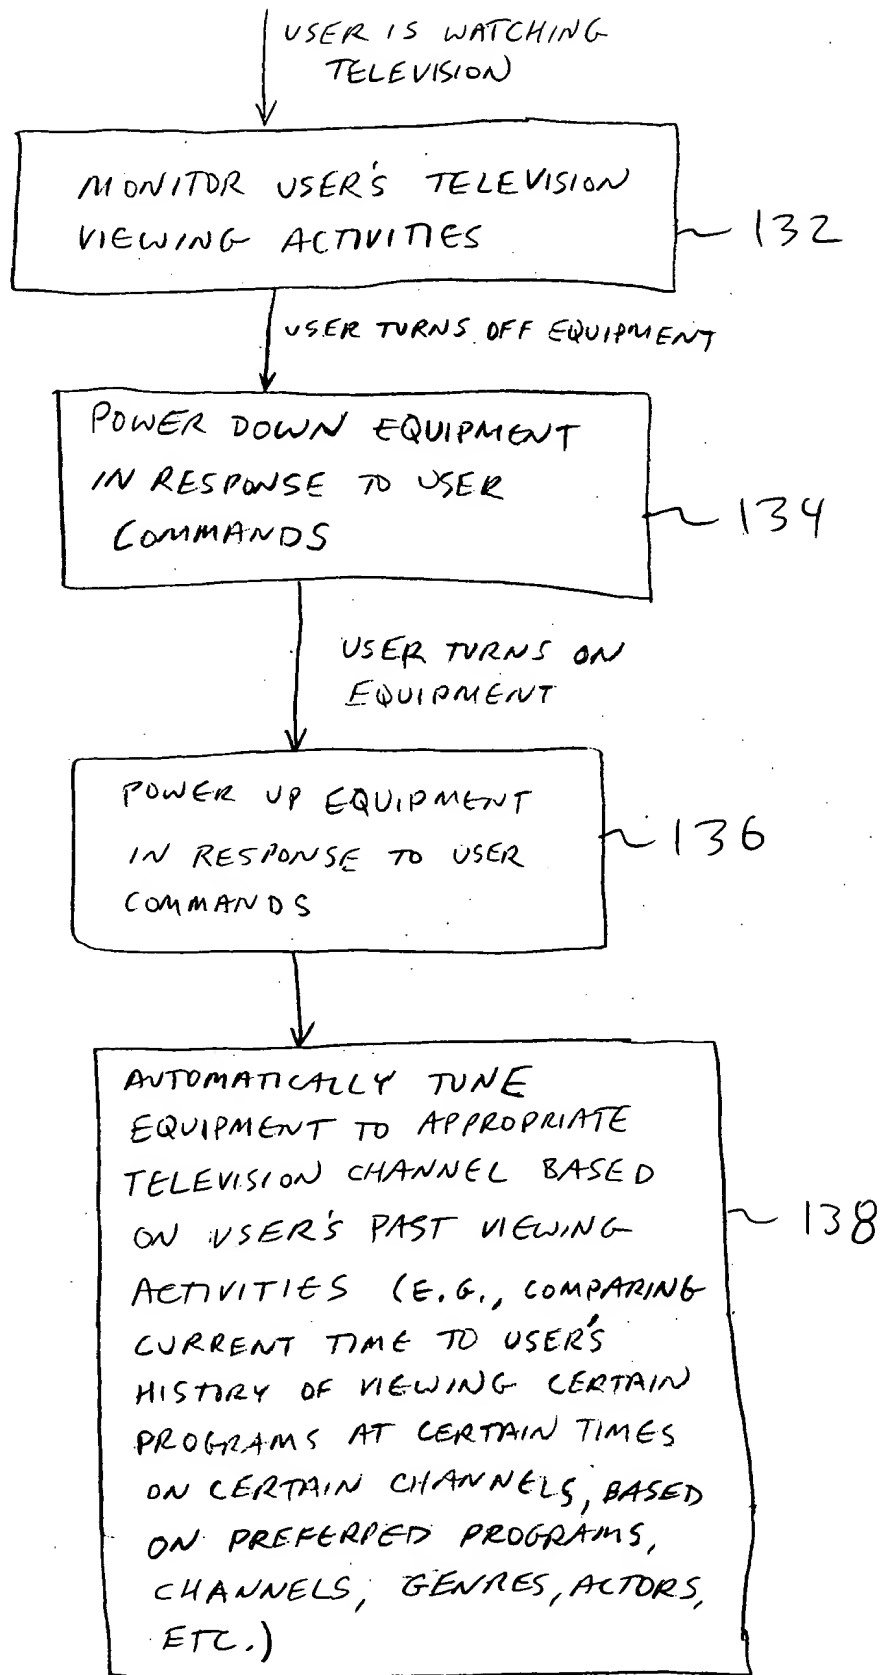 USER IS WATCHING
TELEVISION
MONITOR USER'S TELEVISION
VIEWING ACTIVITIES
132
USER TURNS OFF EQUIPMENT
POWER DOWN EQUIPMENT
IN RESPONSE TO USER
COMMANDS
134
USER TURNS ON
EQUIPMENT
POWER UP EQUIPMENT
IN RESPONSE TO USER
COMMANDS
136
AUTOMATICALLY TUNE
EQUIPMENT TO APPROPRIATE
TELEVISION CHANNEL BASED
ON USER'S PAST VIEWING
ACTIVITIES (E.G., COMPARING
CURRENT TIME TO USER'S
HISTORY OF VIEWING CERTAIN
PROGRAMS AT CERTAIN TIMES
ON CERTAIN CHANNELS, BASED
ON PREFERRED PROGRAMS,
CHANNELS, GENRES, ACTORS,
ETC.)
138